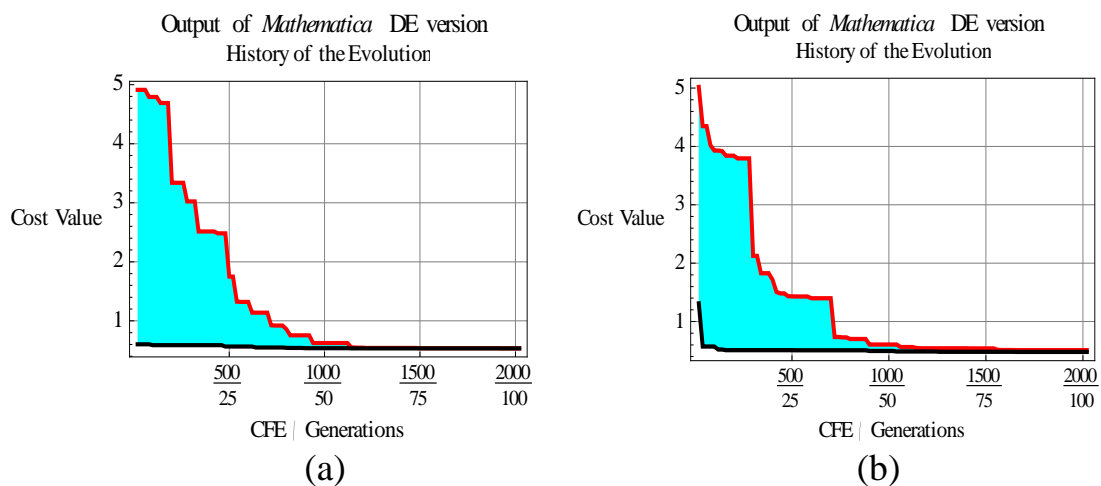 Output of Mathematica DE version
History of the Evolution
5
4
3
2
1
Cost Value
500 1000 1500 2000
25 50 75 100
CFE | Generations
(a)
Output of Mathematica DE version
History of the Evolution
5
4
3
2
1
Cost Value
500 1000 1500 2000
25 50 75 100
CFE | Generations
(b)